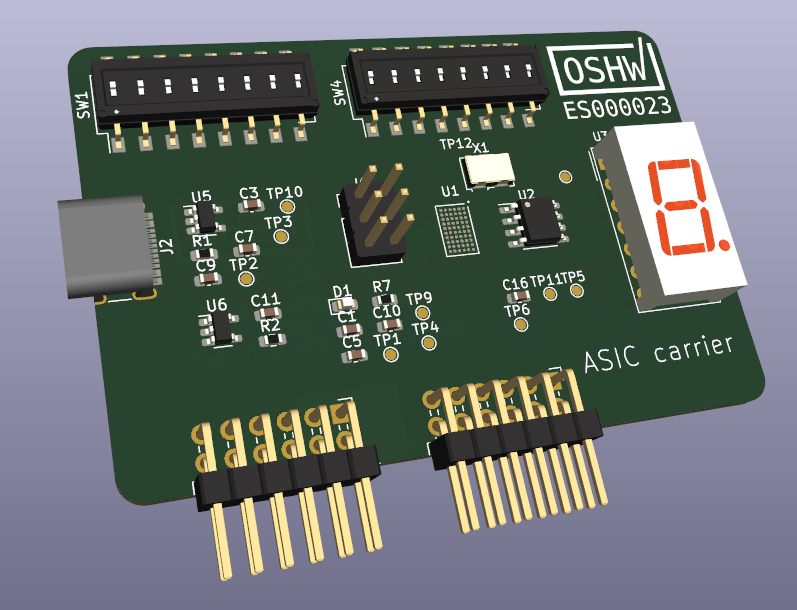 OSHW
ES000023
SW1
SW4
TP12
X1
U3
U5
C3
TP10
U1
U2
TP3
J2
R1
C7
C9
TP2
D1
R7
TP9
C16
TP11
TP5
U6
C11
C1
C10
TP6
R2
TP4
C5
TP1
ASIC carrier